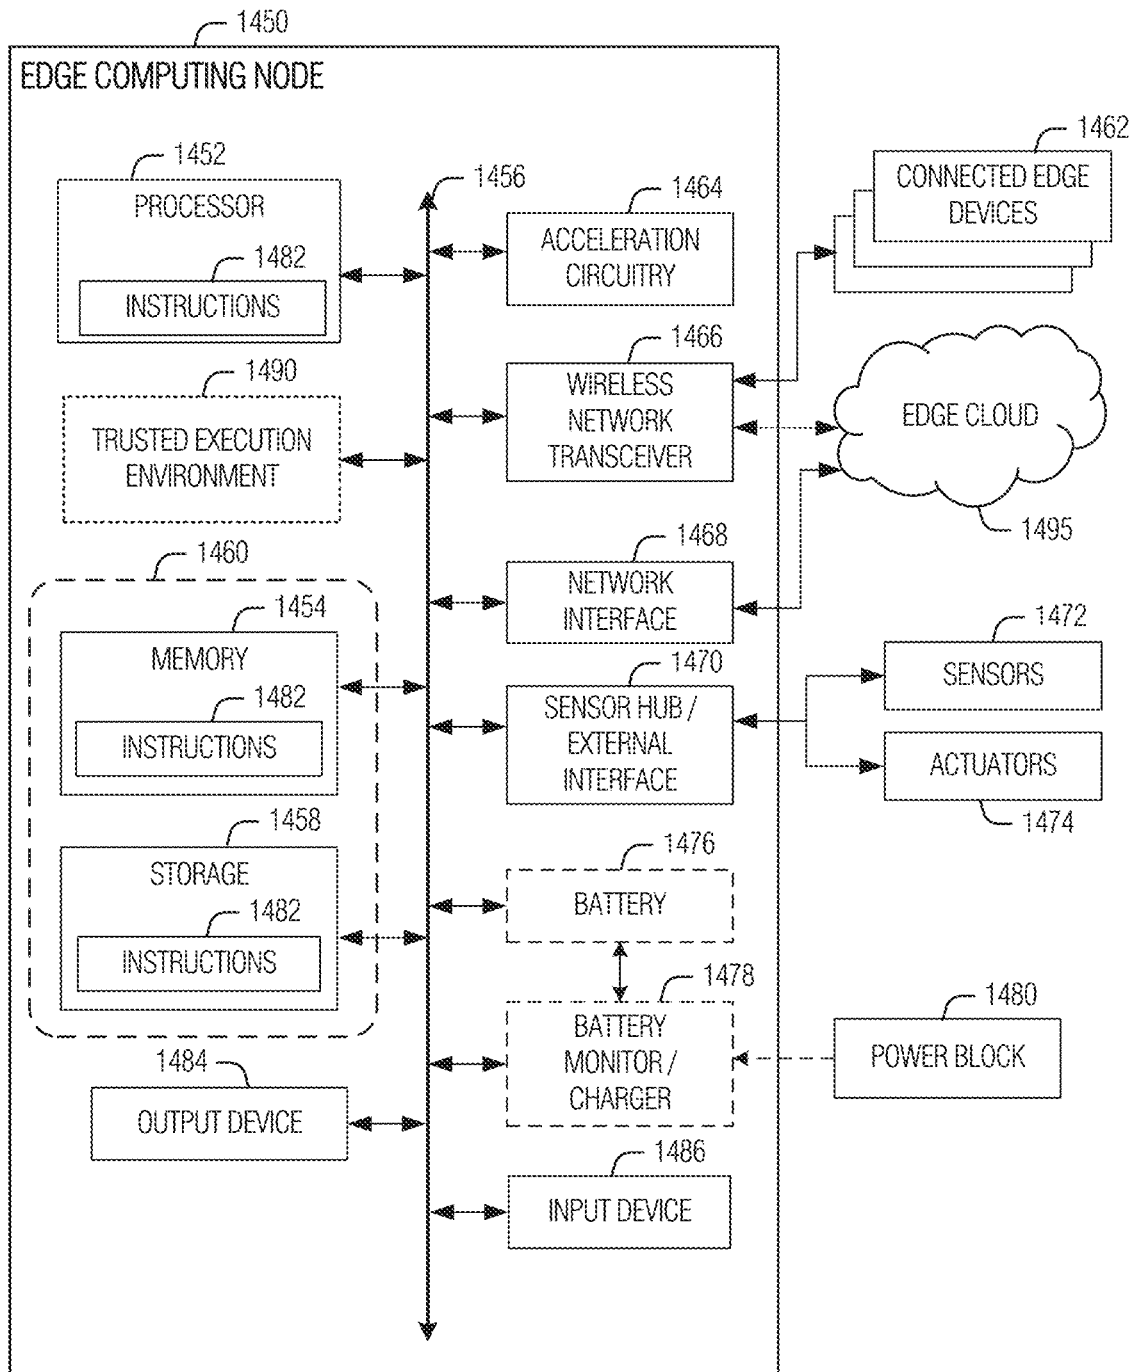 1450
EDGE COMPUTING NODE
1452
PROCESSOR
1482
INSTRUCTIONS
1490
TRUSTED EXECUTION
ENVIRONMENT
1460
1454
MEMORY
1482
INSTRUCTIONS
1458
STORAGE
1482
INSTRUCTIONS
1484
OUTPUT DEVICE
1456
1464
ACCELERATION
CIRCUITRY
1466
WIRELESS
NETWORK
TRANSCEIVER
1468
NETWORK
INTERFACE
1470
SENSOR HUB /
EXTERNAL
INTERFACE
1476
BATTERY
1478
BATTERY
MONITOR /
CHARGER
1486
INPUT DEVICE
1462
CONNECTED EDGE
DEVICES
EDGE CLOUD
1495
1472
SENSORS
ACTUATORS
1474
1480
POWER BLOCK